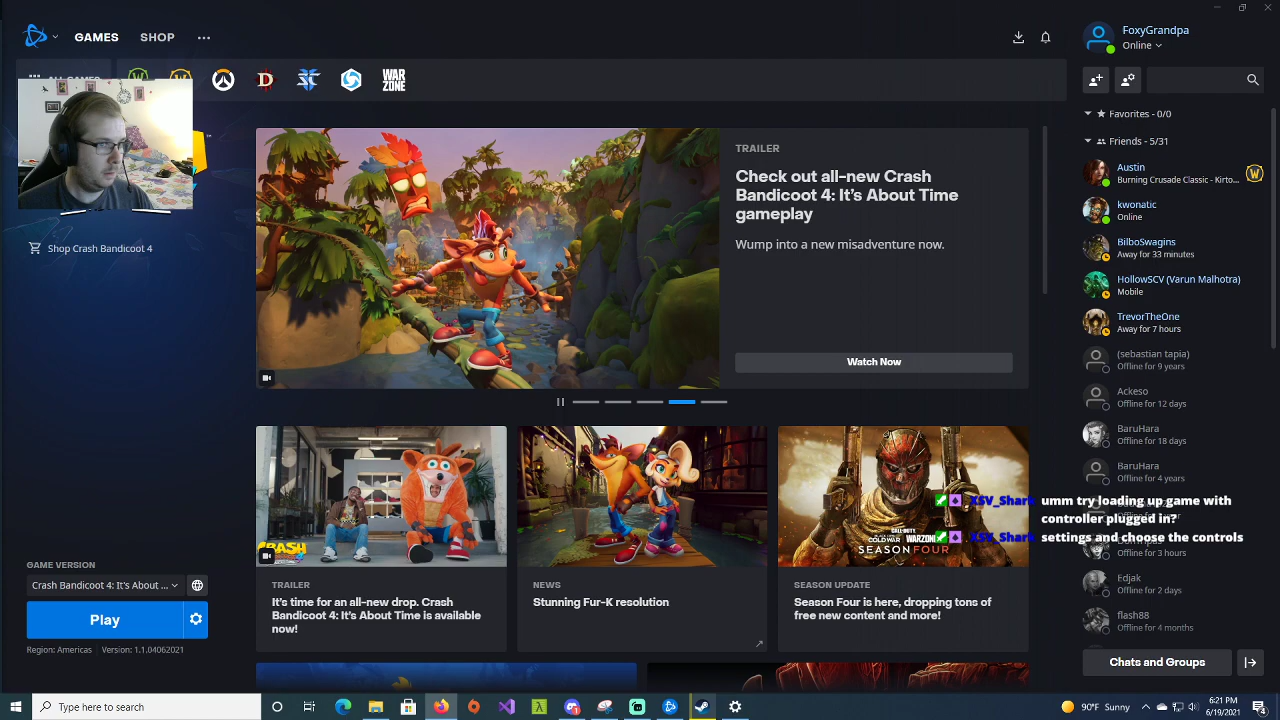 GAMES
SHOP
FoxyGrandpa
Online
WAR
ZONE
Favorites - 0/0
Friends - 5/31
Austin
Burning Crusade Classic - Kirto...
kwonatic
Online
BilboSwagins
Away for 33 minutes
HollowSCV (Varun Malhotra)
Mobile
TrevorTheOne
Away for 7 hours
(sebastian tapia)
Offline for 9 years
Ackeso
Offline for 12 days
BaruHara
Offline for 18 days
BaruHara
Offline for 4 years
Offline for 3 hours
Edjak
Offline for 2 days
flash88
Offline for 4 months
Chats and Groups
Shop Crash Bandicoot 4
TRAILER
Check out all-new Crash
Bandicoot 4: It's About Time
gameplay
Wump into a new misadventure now.
Watch Now
XSV_Shark umm try loading up game with
controller plugged in?
XSV_Shark settings and choose the controls
CALL OF DUTY
COLD WAR WARZONE
SEASON FOUR
TRAILER
It's time for an all-new drop. Crash
Bandicoot 4: It's About Time is available
now!
NEWS
Stunning Fur-K resolution
SEASON UPDATE
Season Four is here, dropping tons of
free new content and more!
GAME VERSION
Crash Bandicoot 4: It's About ...
Play
Region: Americas
Version: 1.1.04062021
Type here to search
90°F Sunny
6:21 PM
6/19/2021